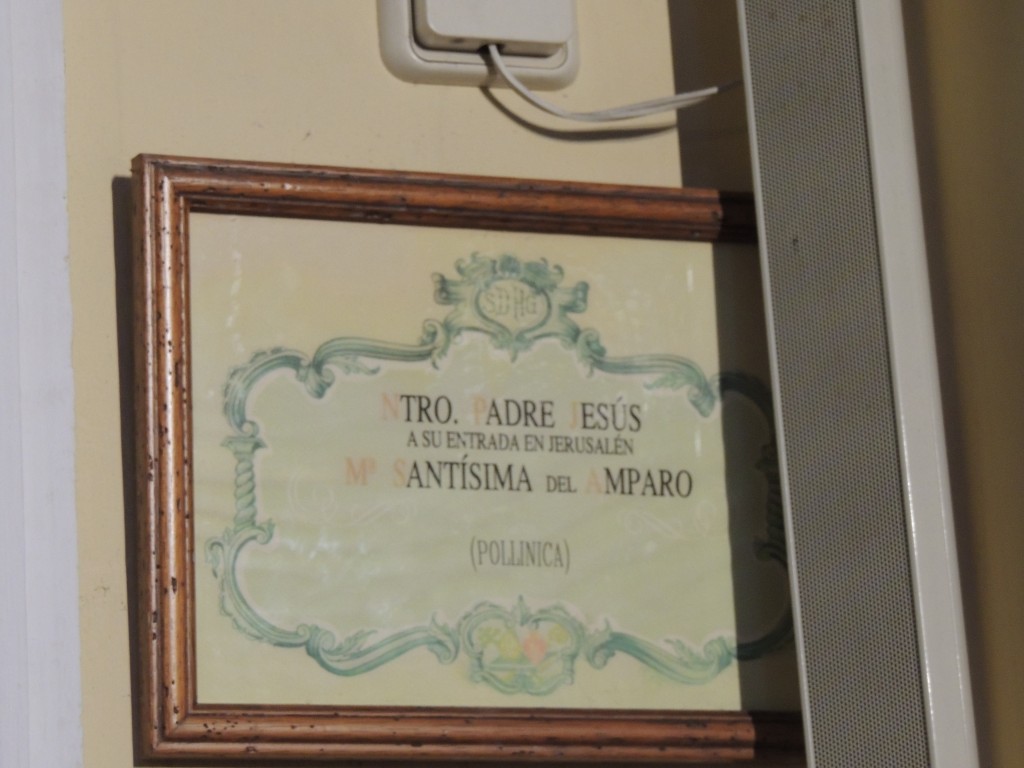 NTRO. PADRE JESÚS
A SU ENTRADA EN JERUSALÉN
Mª SANTÍSIMA DEL AMPARO
(POLLINICA)